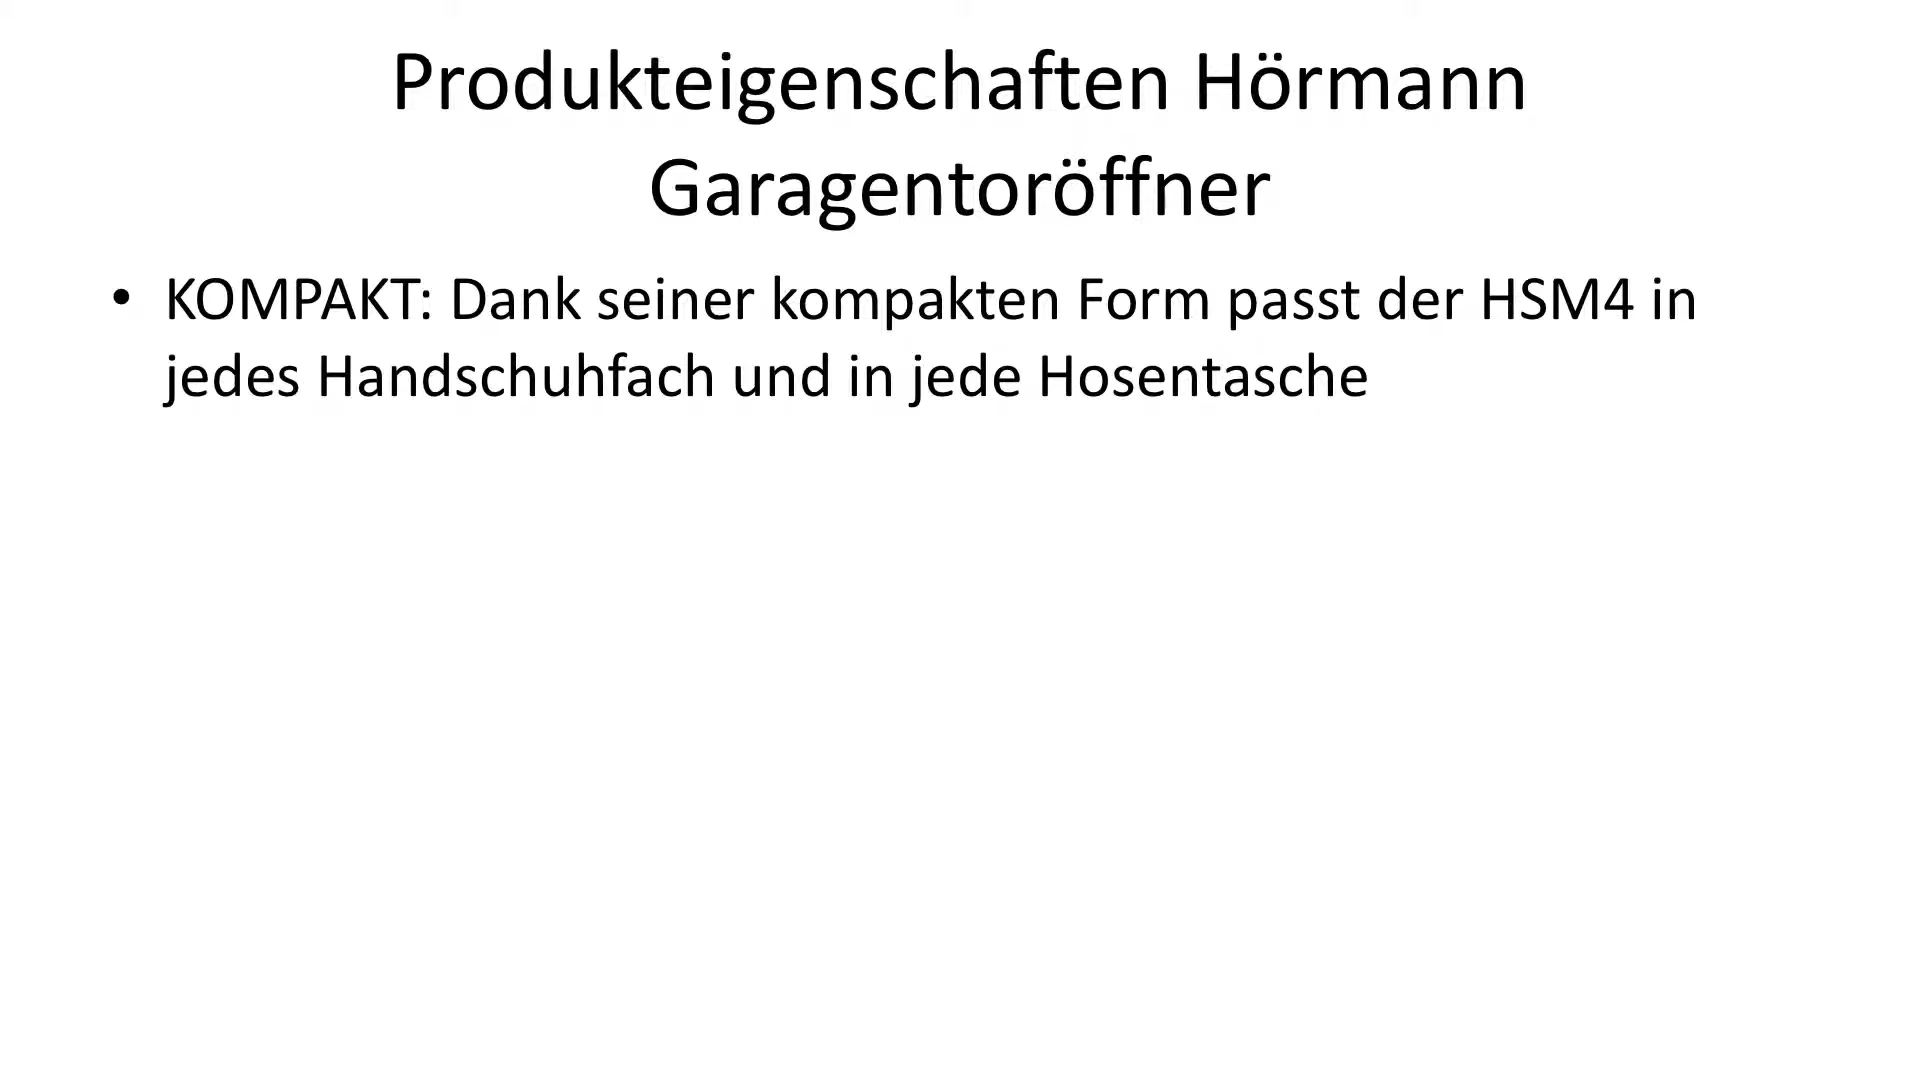 Produkteigenschaften Hörmann
Garagentoröffner
• KOMPAKT: Dank seiner kompakten Form passt der HSM4 in
jedes Handschuhfach und in jede Hosentasche